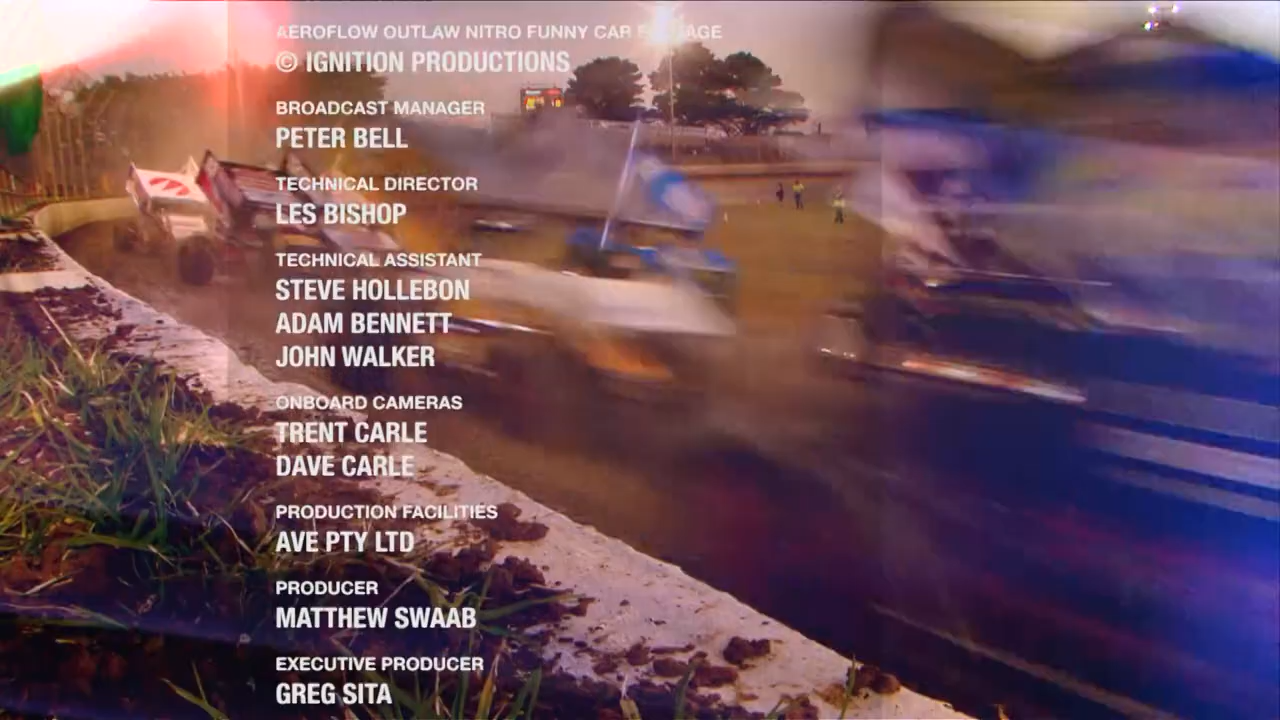 AEROFLOW OUTLAW NITRO FUNNY CAR
© IGNITION PRODUCTIONS
BROADCAST MANAGER
PETER BELL
TECHNICAL DIRECTOR
LES BISHOP
TECHNICAL ASSISTANT
STEVE HOLLEBON
ADAM BENNETT
JOHN WALKER
ONBOARD CAMERAS
TRENT CARLE
DAVE CARLE
PRODUCTION FACILITIES
AVE PTY LTD
PRODUCER
MATTHEW SWAAB
EXECUTIVE PRODUCER
GREG SITA